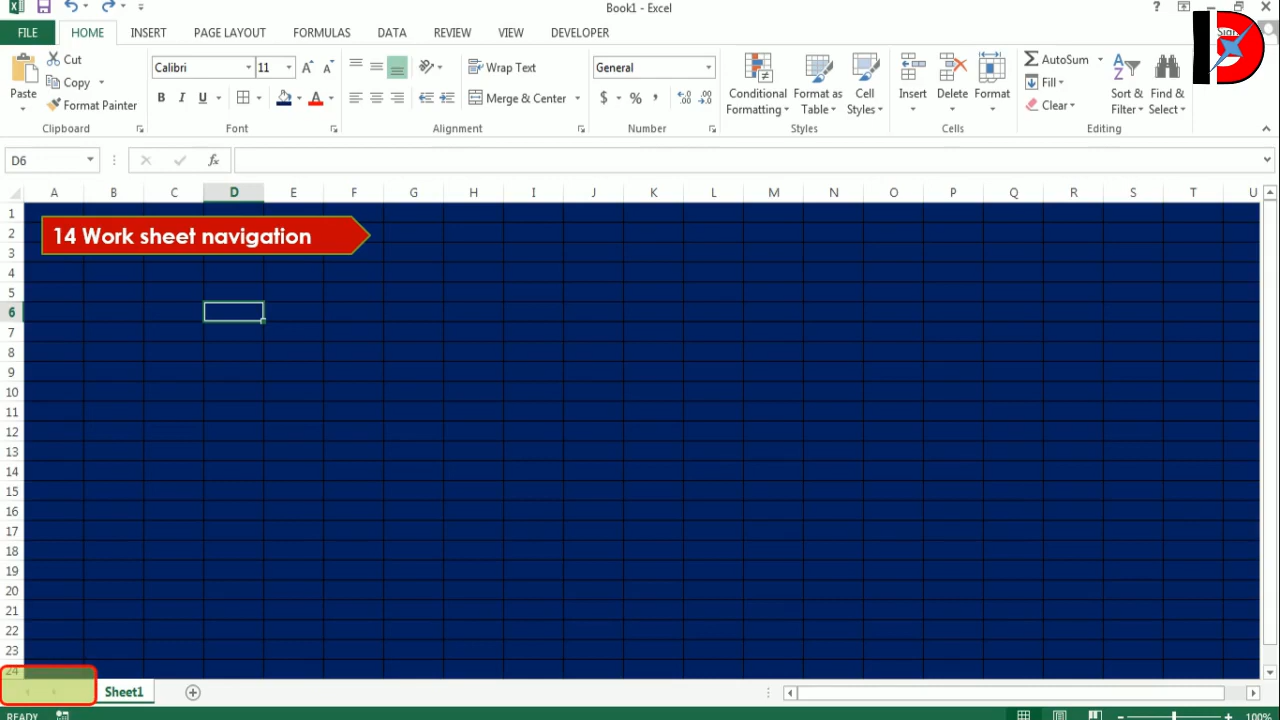 Book1 - Excel
?
FILE HOME INSERT PAGE LAYOUT FORMULAS DATA REVIEW VIEW DEVELOPER
Cut
Copy
Format Painter
Paste
Clipboard
Calibri 11
B I U
Font
Wrap Text
Merge & Center
Alignment
General
$ % ,
Number
Conditional Formatting
Format as Table
Cell Styles
Styles
Insert
Delete
Format
Cells
AutoSum
Fill
Clear
Sort & Filter
Find & Select
Editing
D6
fx
A B C D E F G H I J K L M N O P Q R S T U
1
14 Work sheet navigation
2
3
4
5
6
7
8
9
10
11
12
13
14
15
16
17
18
19
20
21
22
23
24
Sheet1
READY
100%